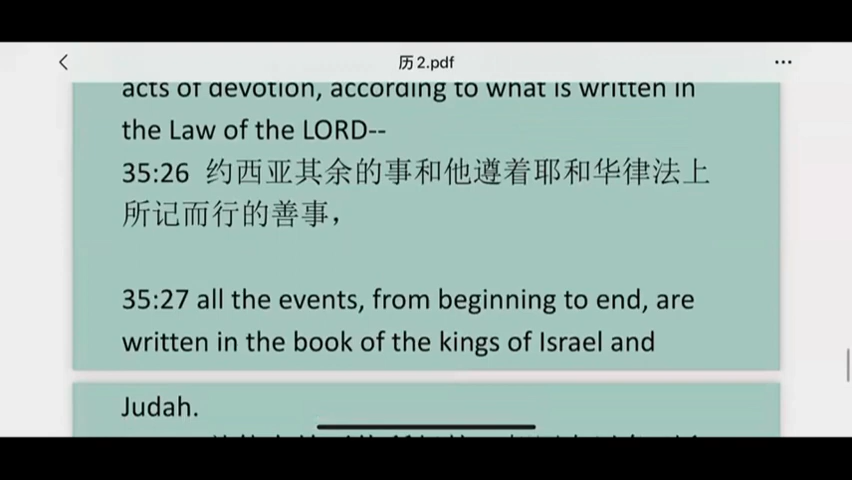 历2.pdf
acts of devotion, according to what is written in
the Law of the LORD--
35:26 约西亚其余的事和他遵着耶和华律法上
所记而行的善事，
35:27 all the events, from beginning to end, are
written in the book of the kings of Israel and
Judah.